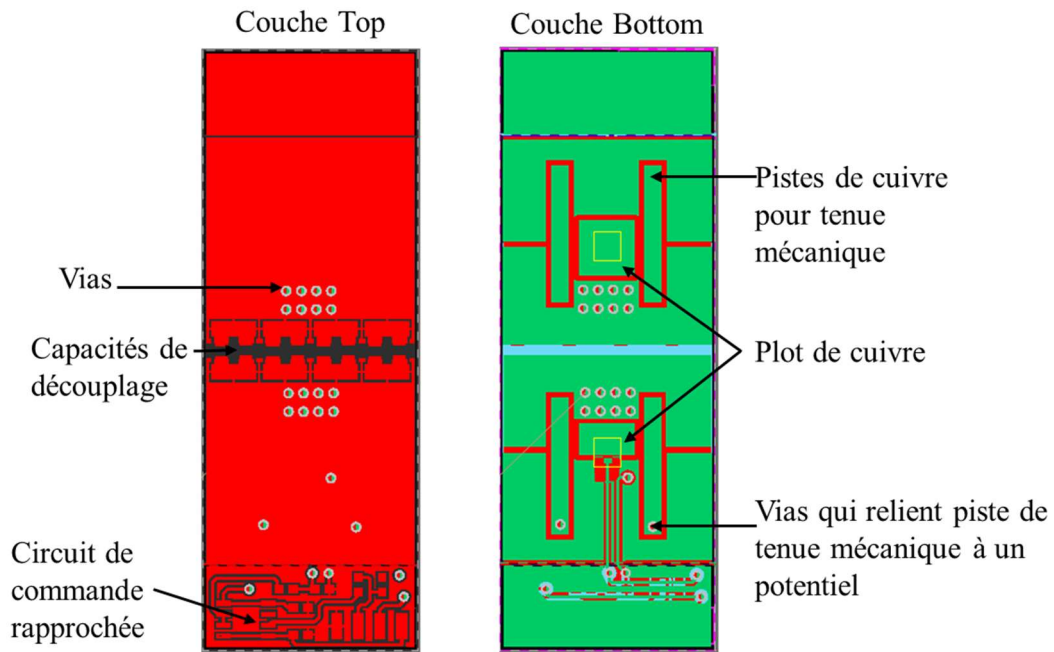 Couche Top
Couche Bottom
Vias
Capacités de
découplage
Circuit de
commande
rapprochée
Pistes de cuivre
pour tenue
mécanique
Plot de cuivre
Vias qui relient piste de
tenue mécanique à un
potentiel